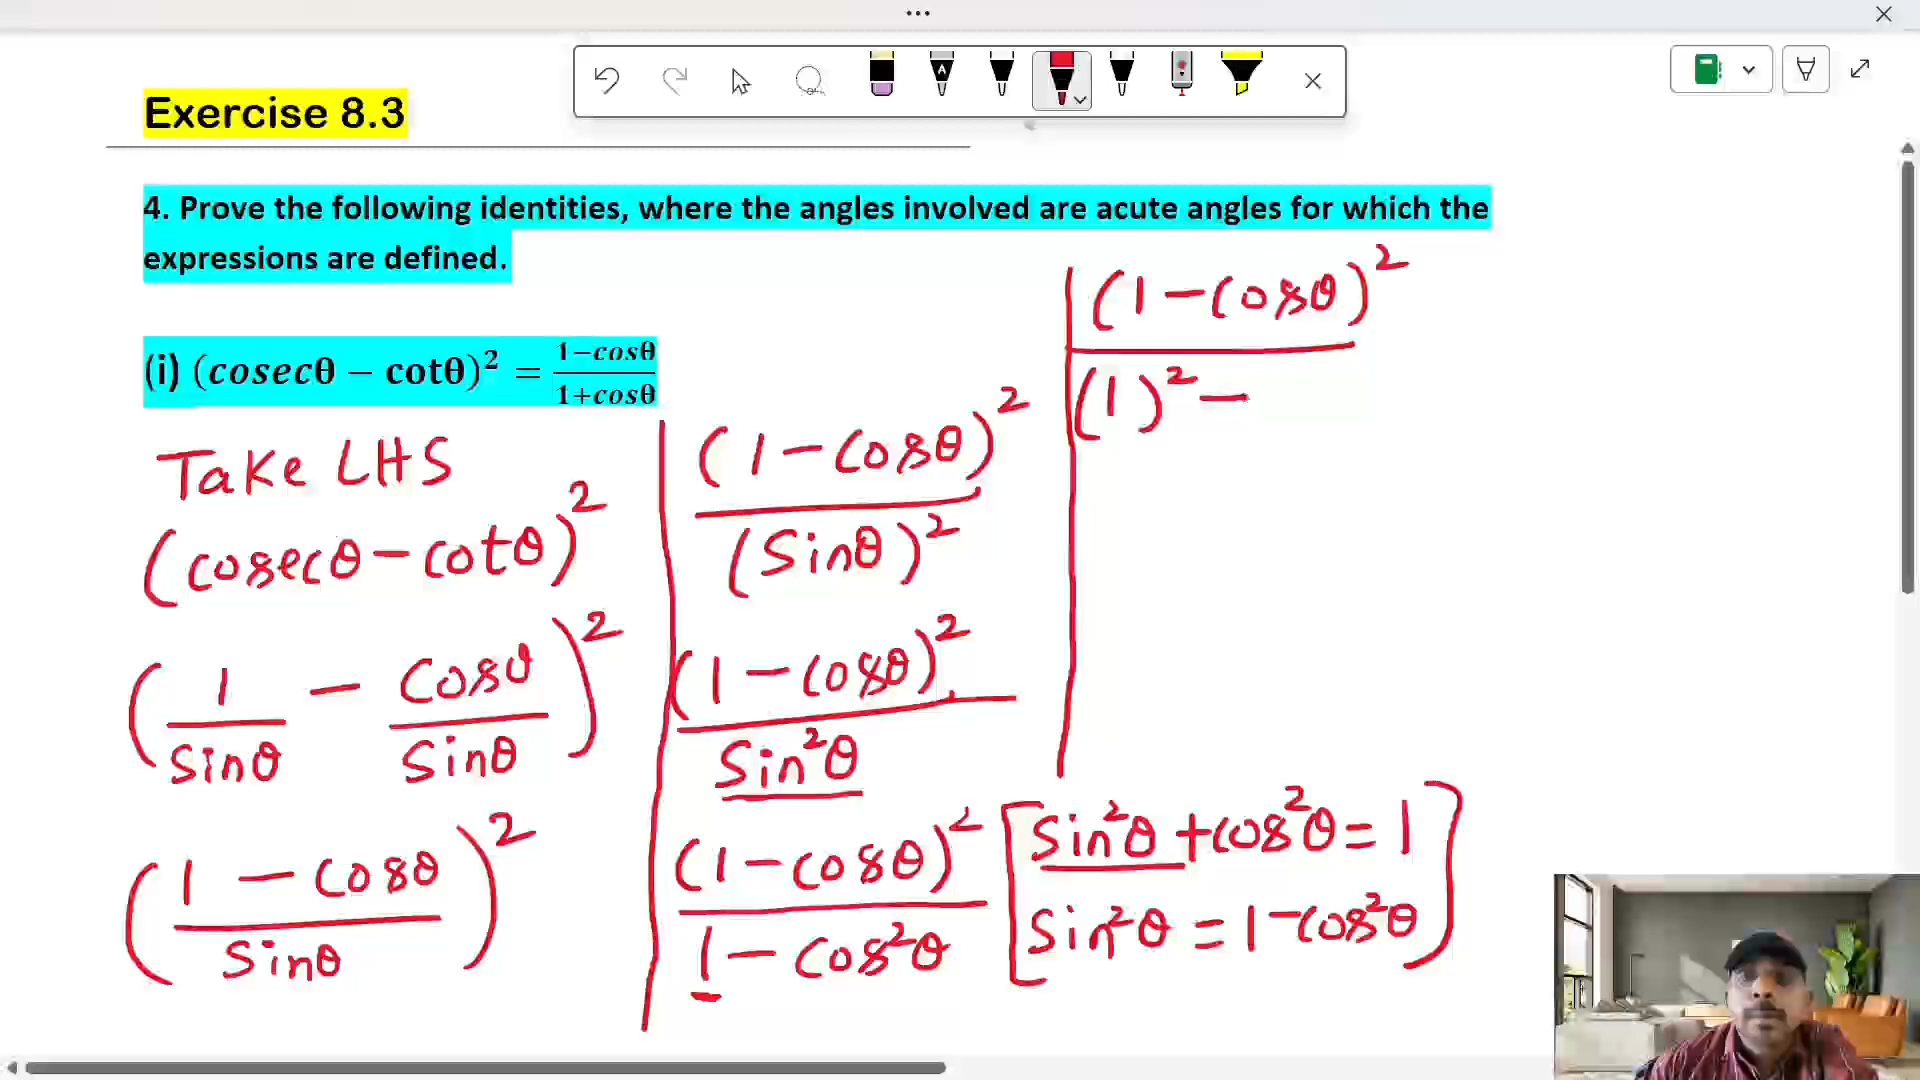 Exercise 8.3
4. Prove the following identities, where the angles involved are acute angles for which the
expressions are defined.
(i) (cosecθ − cotθ)² = (1−cosθ)/(1+cosθ)
Take LHS
(cosecθ − cotθ)²
(1/sinθ − cosθ/sinθ)²
(1 − cosθ/sinθ)²
(1 − cosθ)²
(sinθ)²
(1 − cosθ)²
sin²θ
(1 − cosθ)²
1 − cos²θ
[sin²θ + cos²θ = 1
sin²θ = 1 − cos²θ]
(1 − cosθ)²
(1)² −